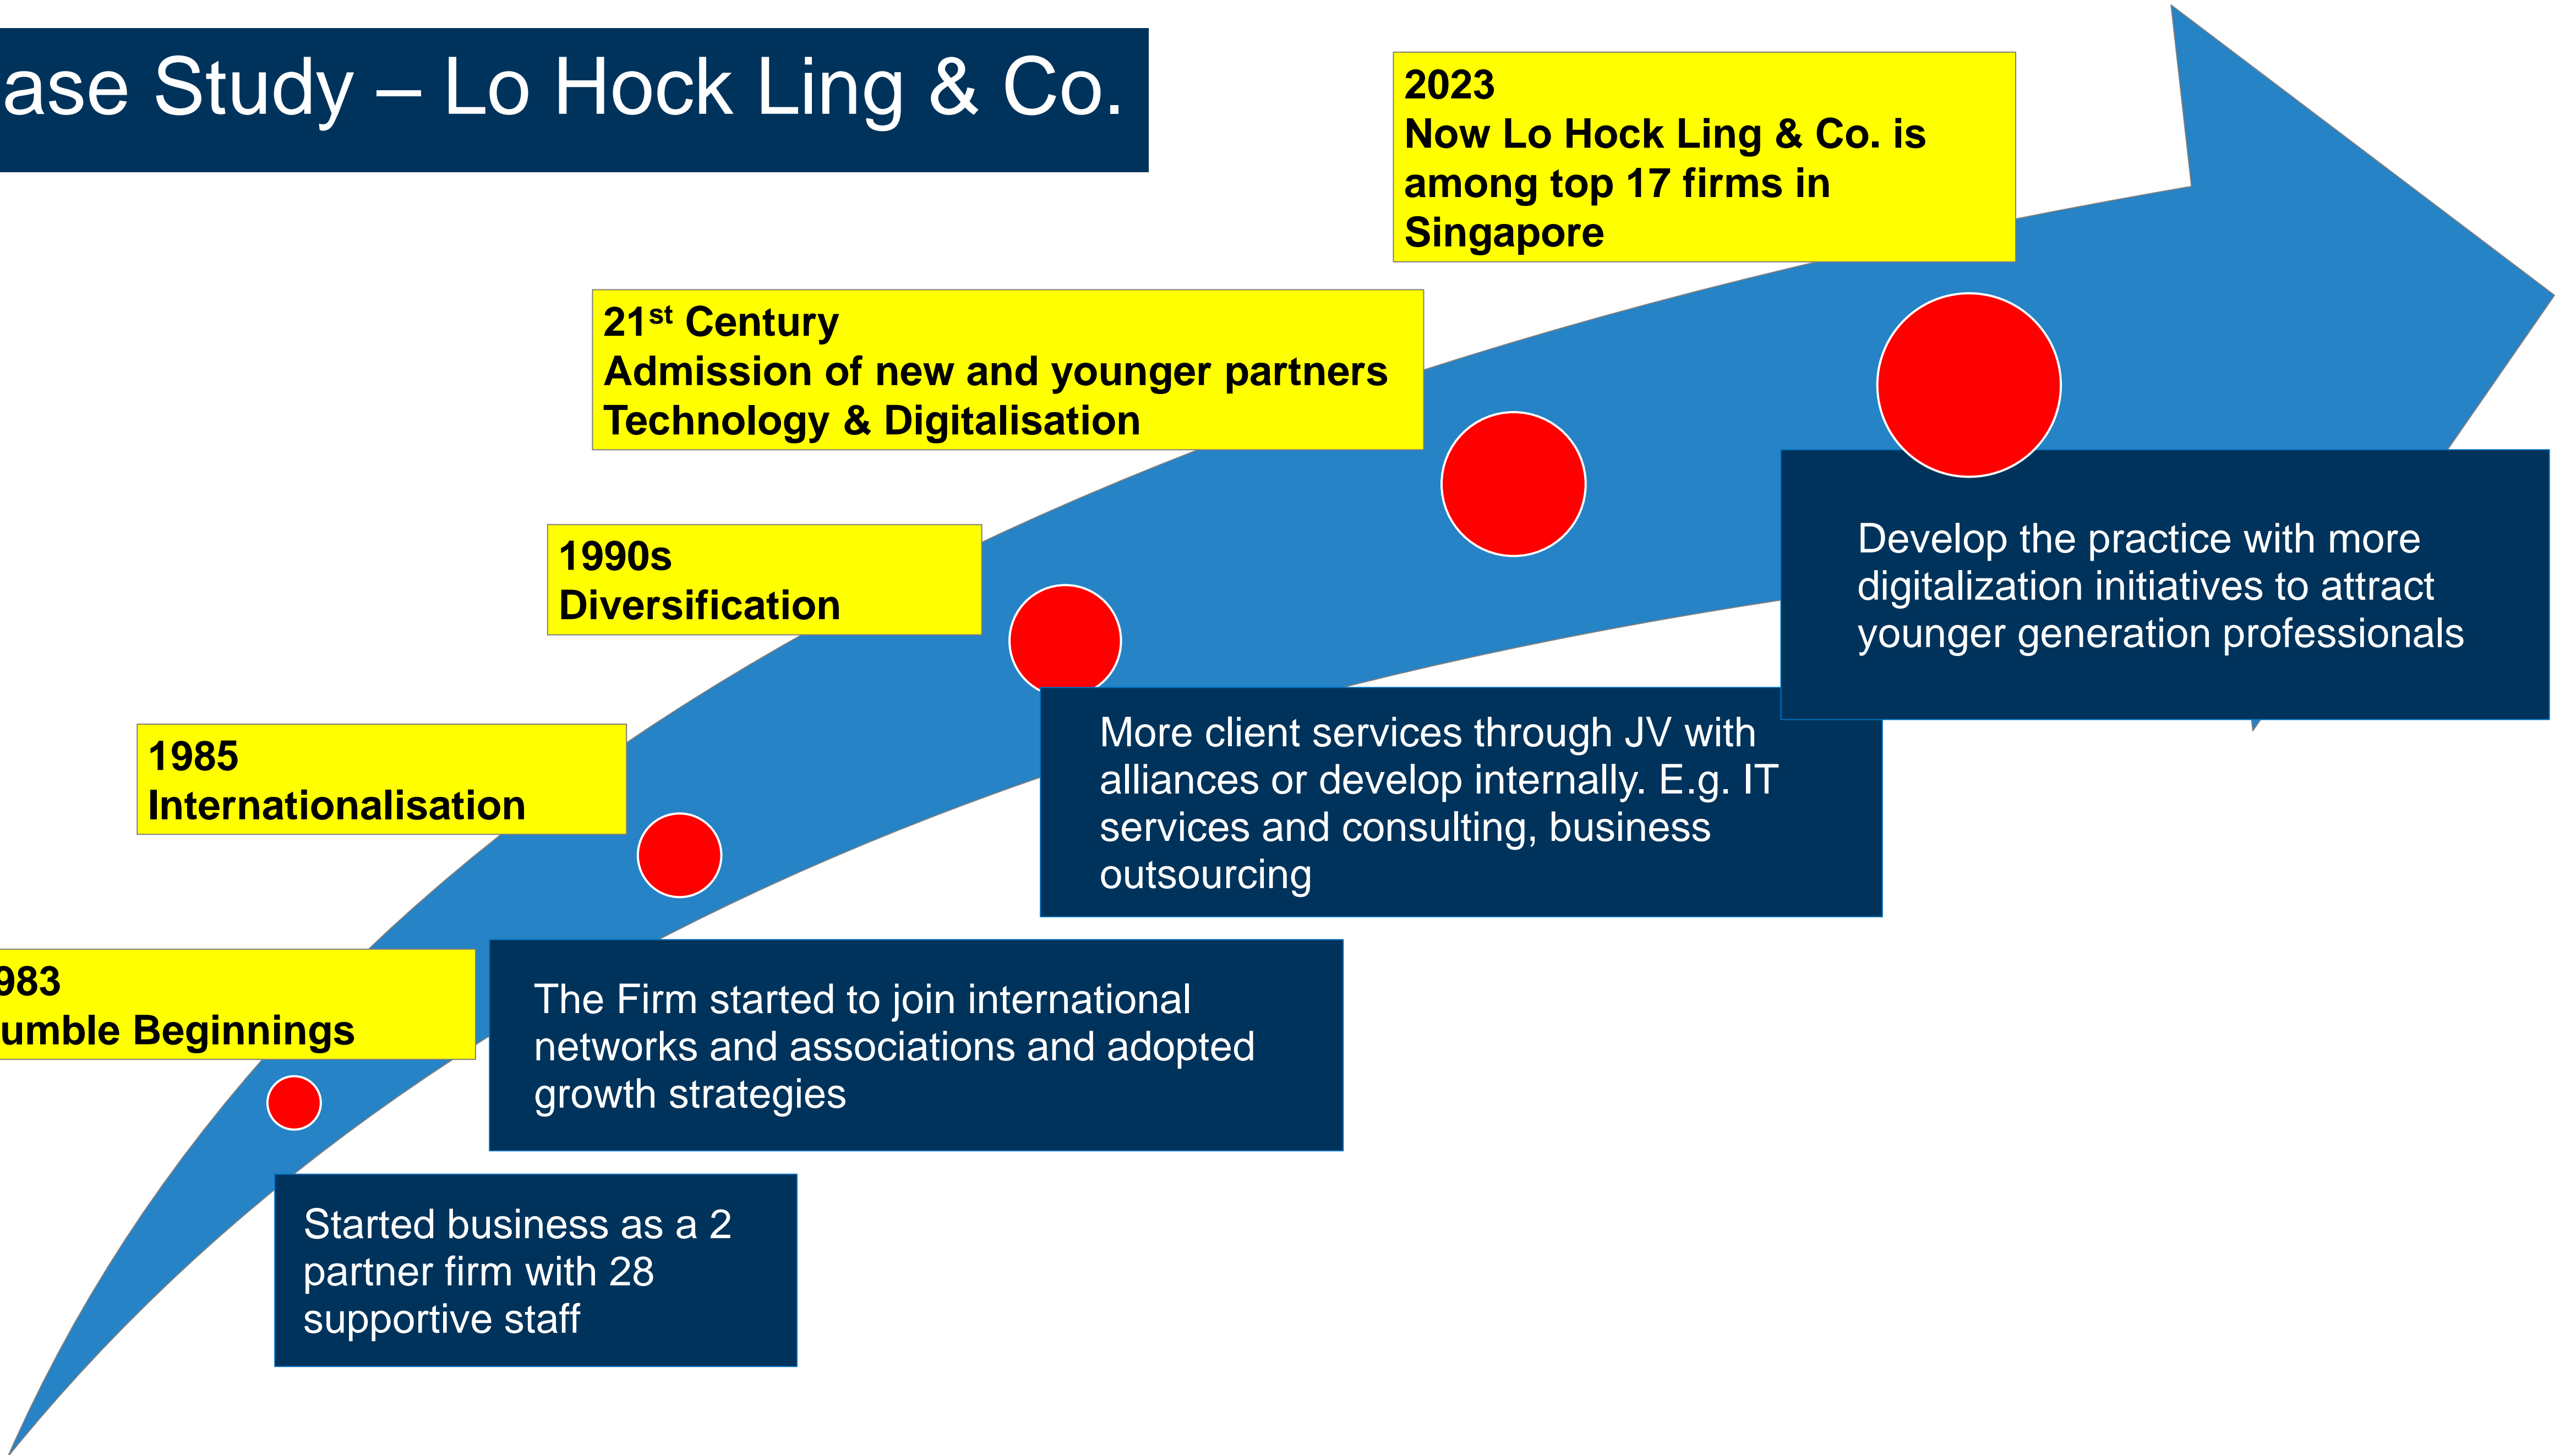 ase Study – Lo Hock Ling & Co.
2023
Now Lo Hock Ling & Co. is
among top 17 firms in
Singapore
21st Century
Admission of new and younger partners
Technology & Digitalisation
1990s
Diversification
Develop the practice with more
digitalization initiatives to attract
younger generation professionals
1985
Internationalisation
More client services through JV with
alliances or develop internally. E.g. IT
services and consulting, business
outsourcing
983
umble Beginnings
The Firm started to join international
networks and associations and adopted
growth strategies
Started business as a 2
partner firm with 28
supportive staff